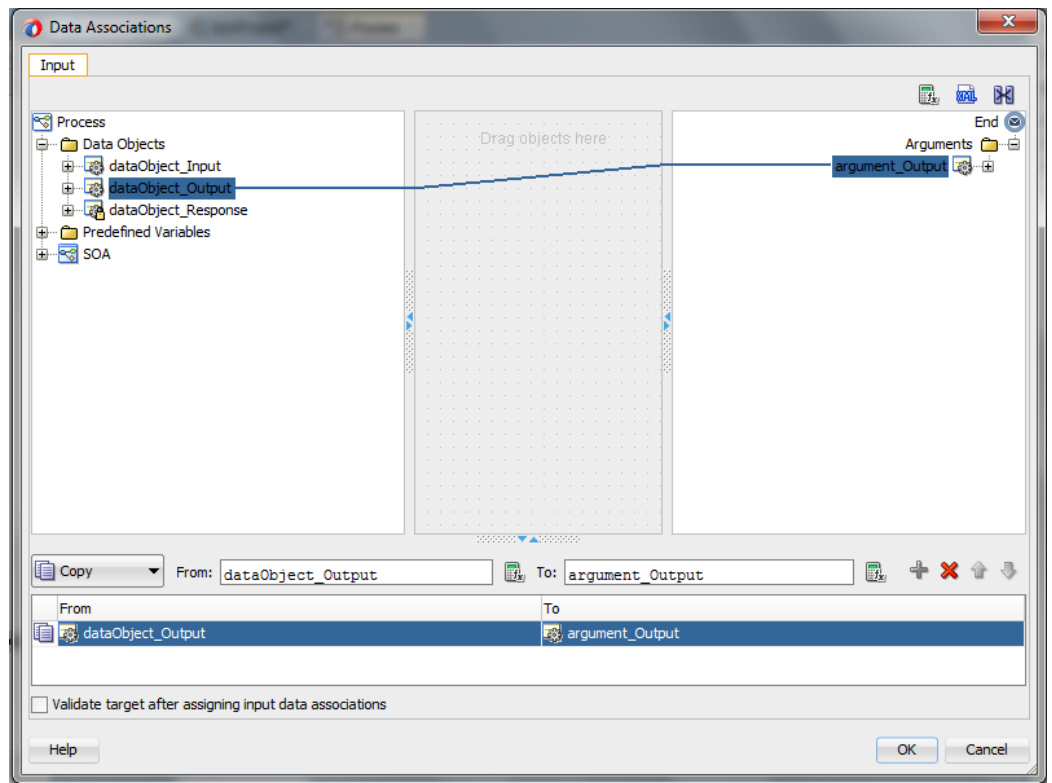 Data Associations
Input
Process
Data Objects
dataObject_Input
dataObject_Output
dataObject_Response
Predefined Variables
SOA
Drag objects here
End
Arguments
argument_Output
Copy From: dataObject_Output To: argument_Output
From To
dataObject_Output argument_Output
Validate target after assigning input data associations
Help OK Cancel